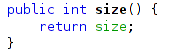 public int size() {
    return size;
}